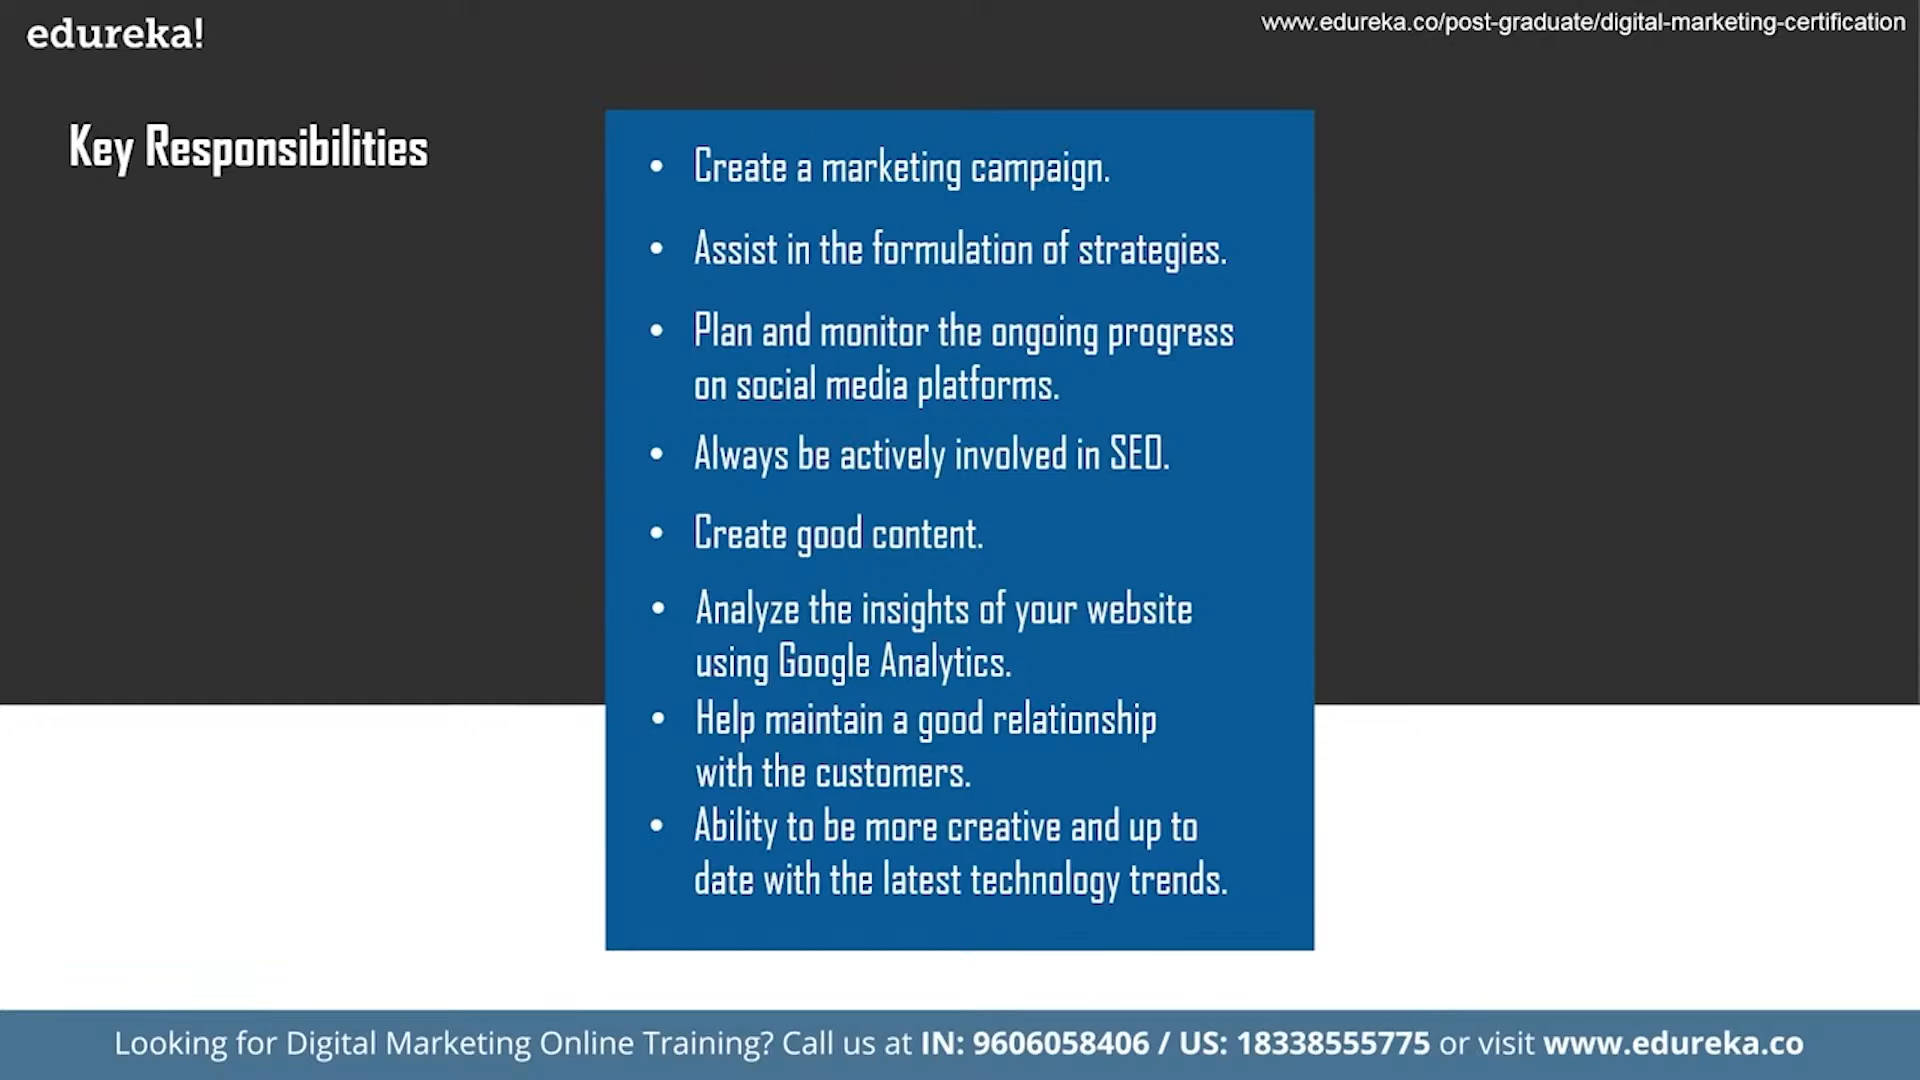 edureka!
www.edureka.co/post-graduate/digital-marketing-certification
Key Responsibilities
• Create a marketing campaign.
• Assist in the formulation of strategies.
• Plan and monitor the ongoing progress
on social media platforms.
• Always be actively involved in SEO.
• Create good content.
• Analyze the insights of your website
using Google Analytics.
• Help maintain a good relationship
with the customers.
• Ability to be more creative and up to
date with the latest technology trends.
Looking for Digital Marketing Online Training? Call us at IN: 9606058406 / US: 18338555775 or visit www.edureka.co